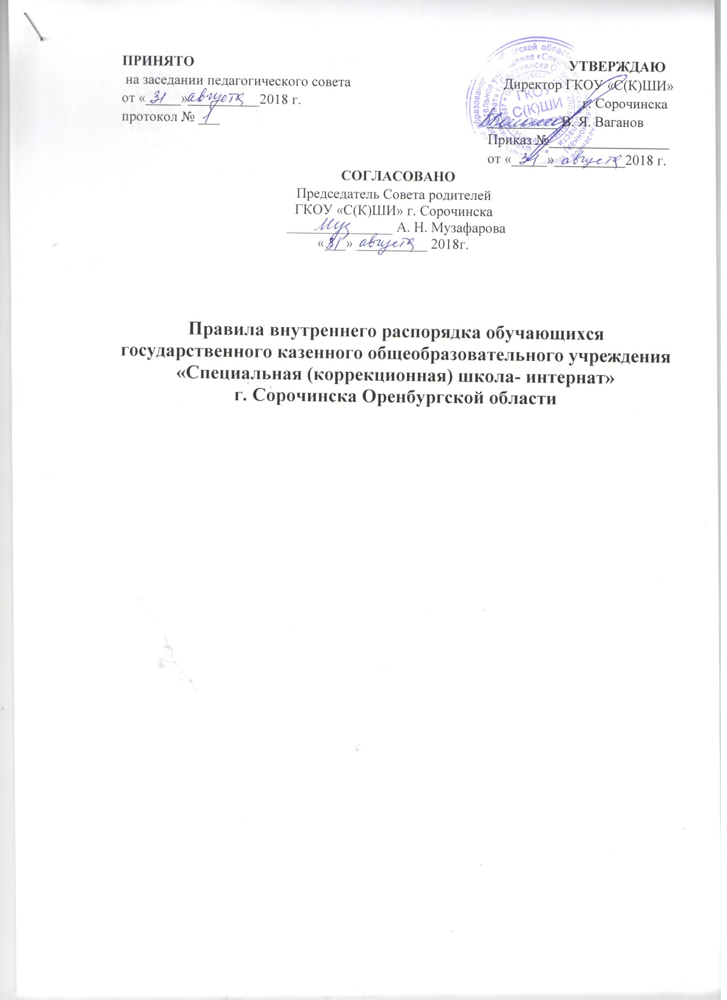 ПРИНЯТО
на заседании педагогического совета
от «31» августа 2018 г.
протокол № 1
УТВЕРЖДАЮ
Директор ГКОУ «С(К)ШИ»
г. Сорочинска
В. Я. Ваганов
Приказ №
от «31» августа 2018 г.
ГКОУ
С(К)ШИ
СОГЛАСОВАНО
Председатель Совета родителей
ГКОУ «С(К)ШИ» г. Сорочинска
А. Н. Музафарова
«31» августа 2018г.
Правила внутреннего распорядка обучающихся
государственного казенного общеобразовательного учреждения
«Специальная (коррекционная) школа- интернат»
г. Сорочинска Оренбургской области